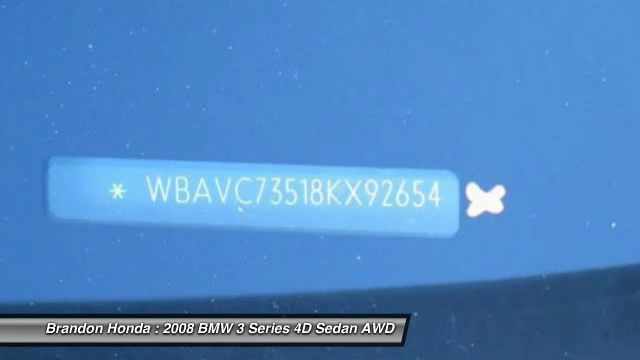 * WBAVC73518KX92654
Brandon Honda : 2008 BMW 3 Series 4D Sedan AWD